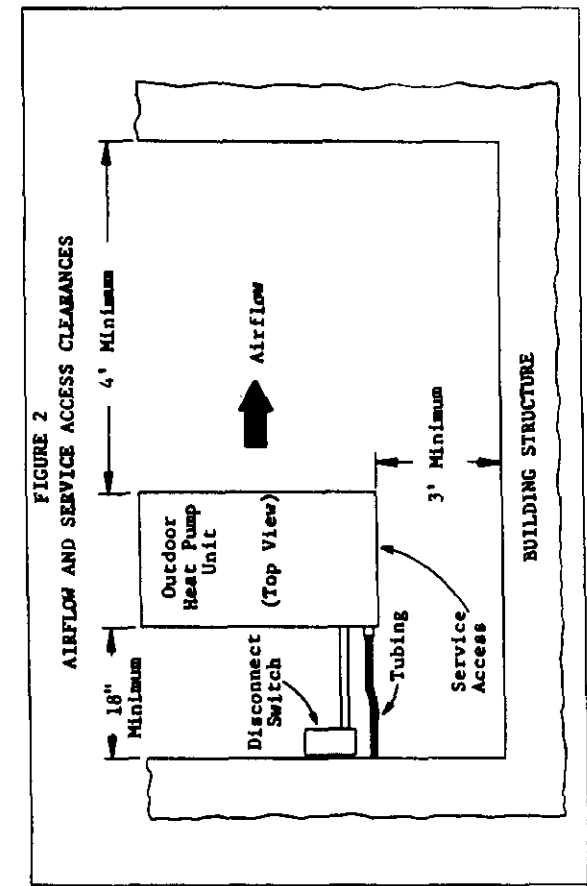 FIGURE 2
AIRFLOW AND SERVICE ACCESS CLEARANCES
18"
Minimum
4' Minimum
Outdoor
Heat Pump
Unit
(Top View)
Airflow
Disconnect
Switch
Tubing
Service
Access
3' Minimum
BUILDING STRUCTURE